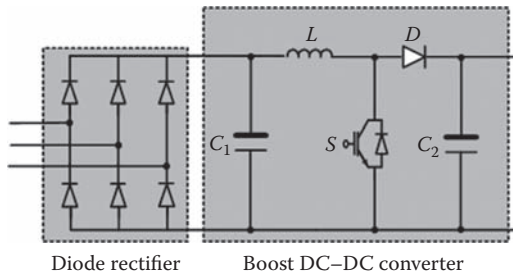 L
D
C1
S
C2
Diode rectifier
Boost DC–DC converter